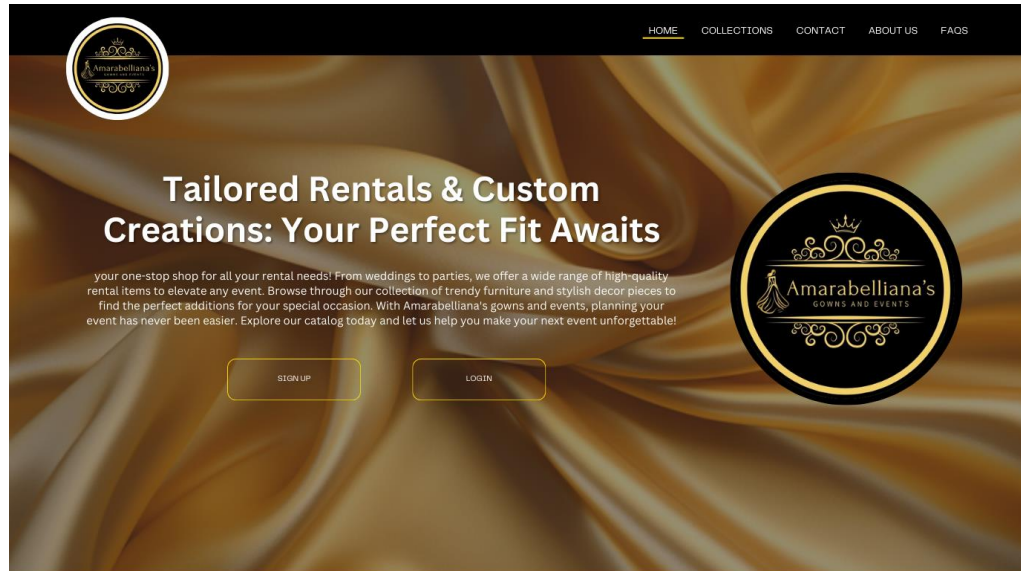 HOME COLLECTIONS CONTACT ABOUT US FAQS
Amarabelliana's
GOWNS AND EVENTS
Tailored Rentals & Custom
Creations: Your Perfect Fit Awaits
your one-stop shop for all your rental needs! From weddings to parties, we offer a wide range of high-quality
rental items to elevate any event. Browse through our collection of trendy furniture and stylish decor pieces to
find the perfect additions for your special occasion. With Amarabelliana's gowns and events, planning your
event has never been easier. Explore our catalog today and let us help you make your next event unforgettable!
SIGN UP LOGIN
Amarabelliana's
GOWNS AND EVENTS